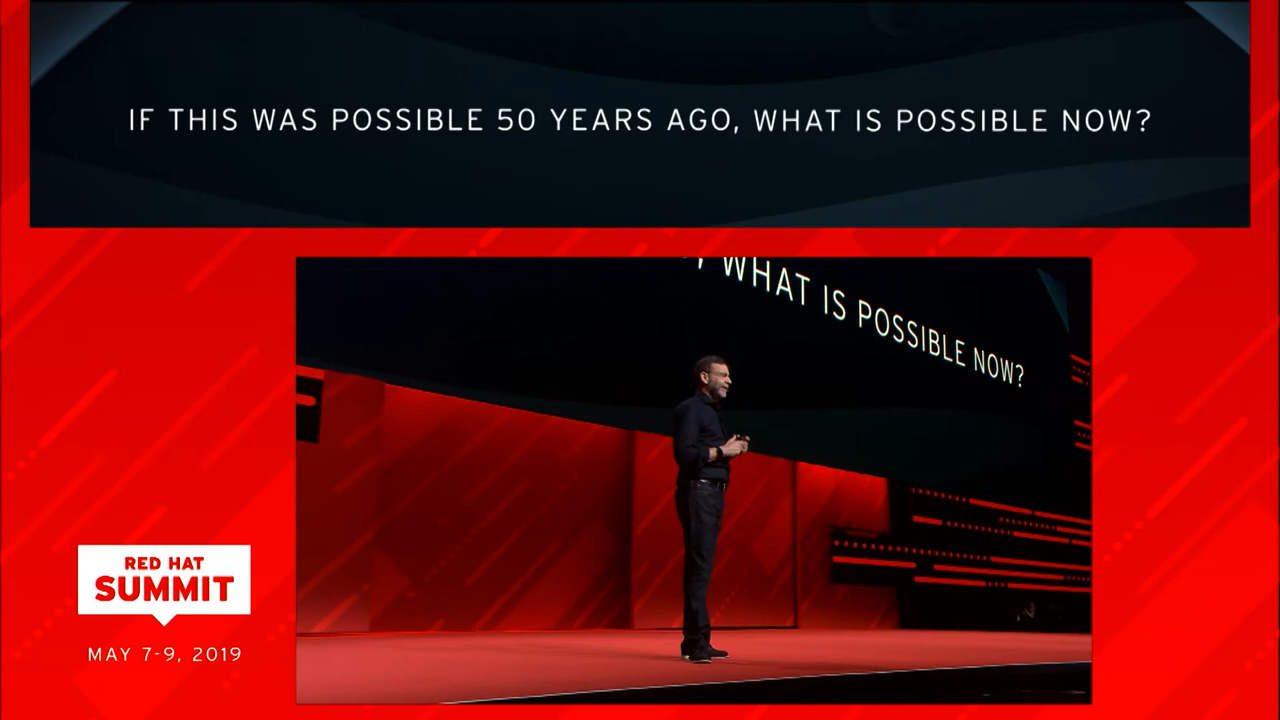 IF THIS WAS POSSIBLE 50 YEARS AGO, WHAT IS POSSIBLE NOW?
, WHAT IS POSSIBLE NOW?
RED HAT
SUMMIT
MAY 7-9, 2019